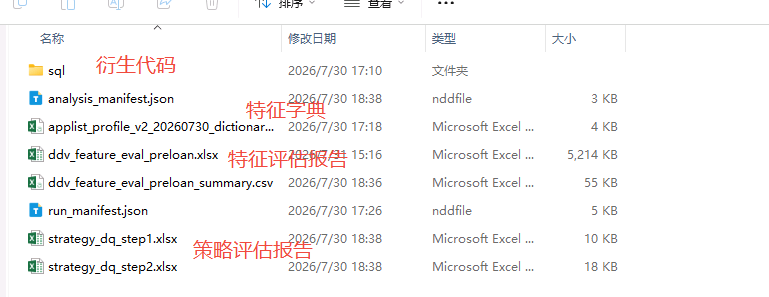 排序 查看 ...
名称 修改日期 类型 大小
sql 衍生代码 2026/7/30 17:10 文件夹
analysis_manifest.json 2026/7/30 18:38 nddfile 3 KB
特征字典
applist_profile_v2_20260730_dictionar... 2026/7/30 17:18 Microsoft Excel ... 4 KB
ddv_feature_eval_preloan.xlsx 特征评估报告 2026/7/31 15:16 Microsoft Excel ... 5,214 KB
ddv_feature_eval_preloan_summary.csv 2026/7/30 18:36 Microsoft Excel ... 55 KB
run_manifest.json 2026/7/30 17:26 nddfile 5 KB
strategy_dq_step1.xlsx 策略评估报告 2026/7/30 18:38 Microsoft Excel ... 10 KB
strategy_dq_step2.xlsx 2026/7/30 18:38 Microsoft Excel ... 18 KB